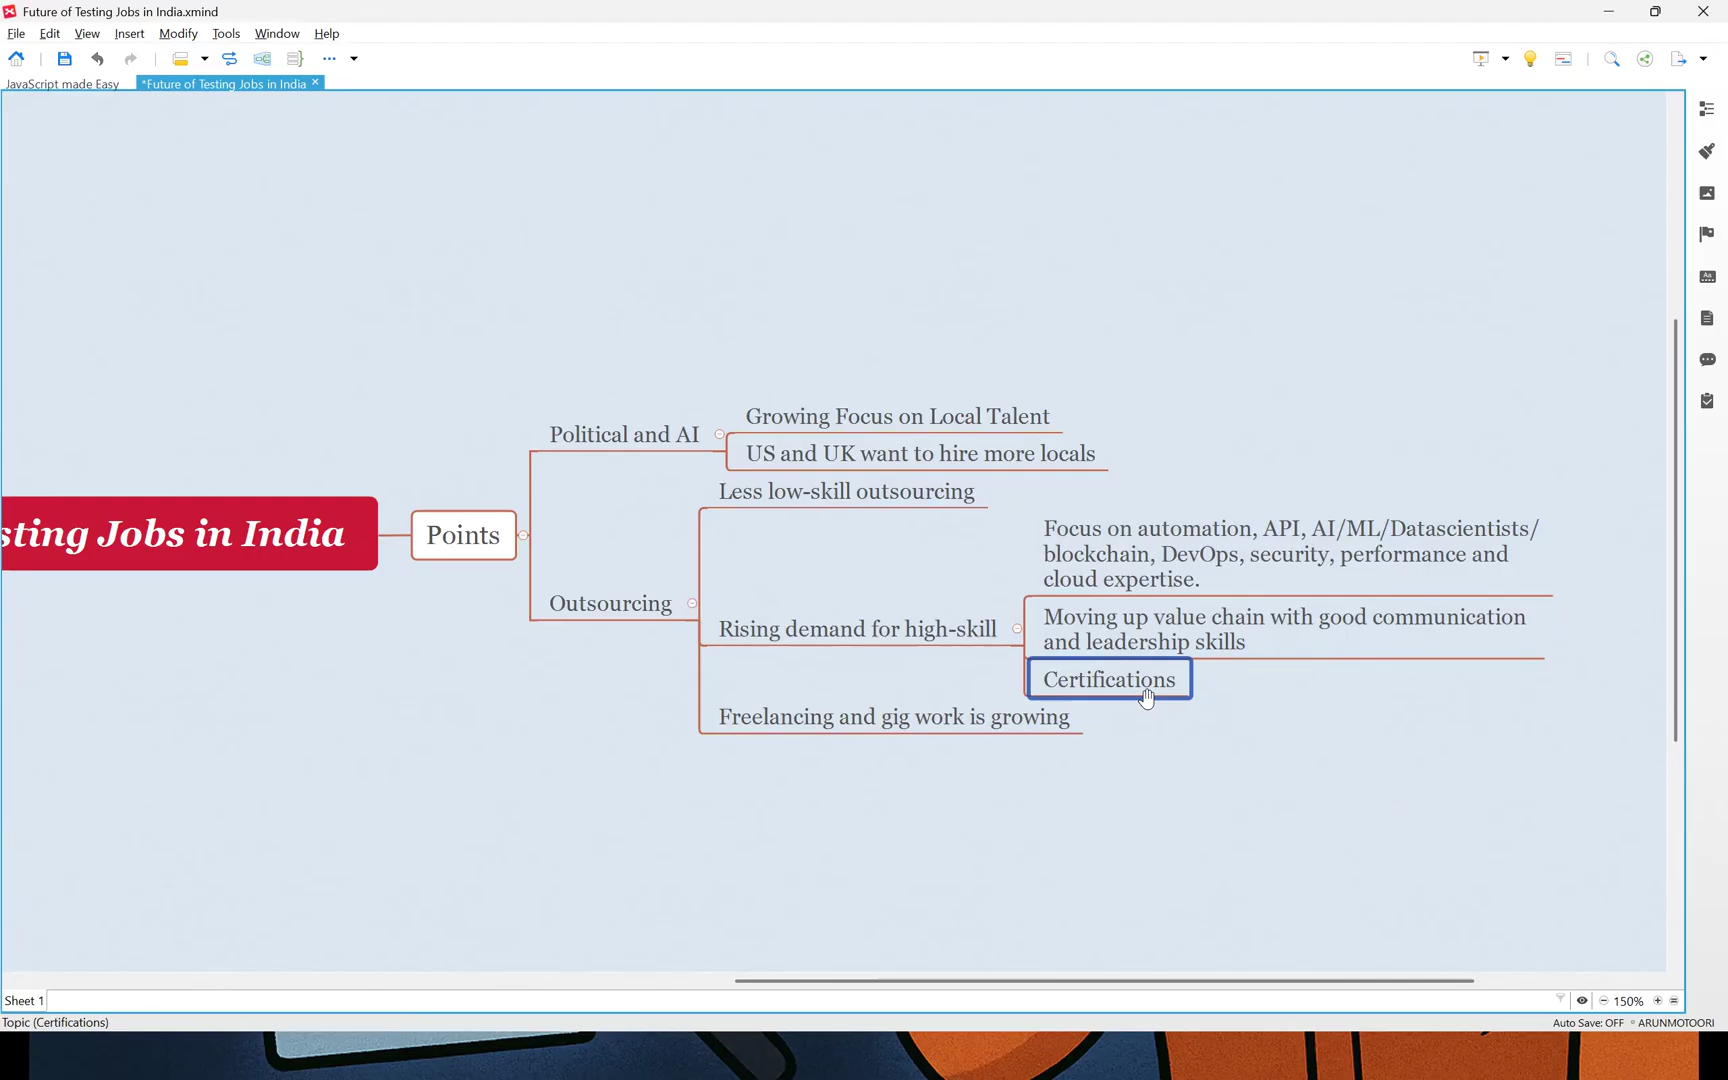 Future of Testing Jobs in India.xmind
File Edit View Insert Modify Tools Window Help
JavaScript made Easy
*Future of Testing Jobs in India
sting Jobs in India
Points
Political and AI
Growing Focus on Local Talent
US and UK want to hire more locals
Outsourcing
Less low-skill outsourcing
Rising demand for high-skill
Focus on automation, API, AI/ML/Datascientists/
blockchain, DevOps, security, performance and
cloud expertise.
Moving up value chain with good communication
and leadership skills
Certifications
Freelancing and gig work is growing
Sheet 1
150%
Topic (Certifications)
Auto Save: OFF
ARUNMOTOORI